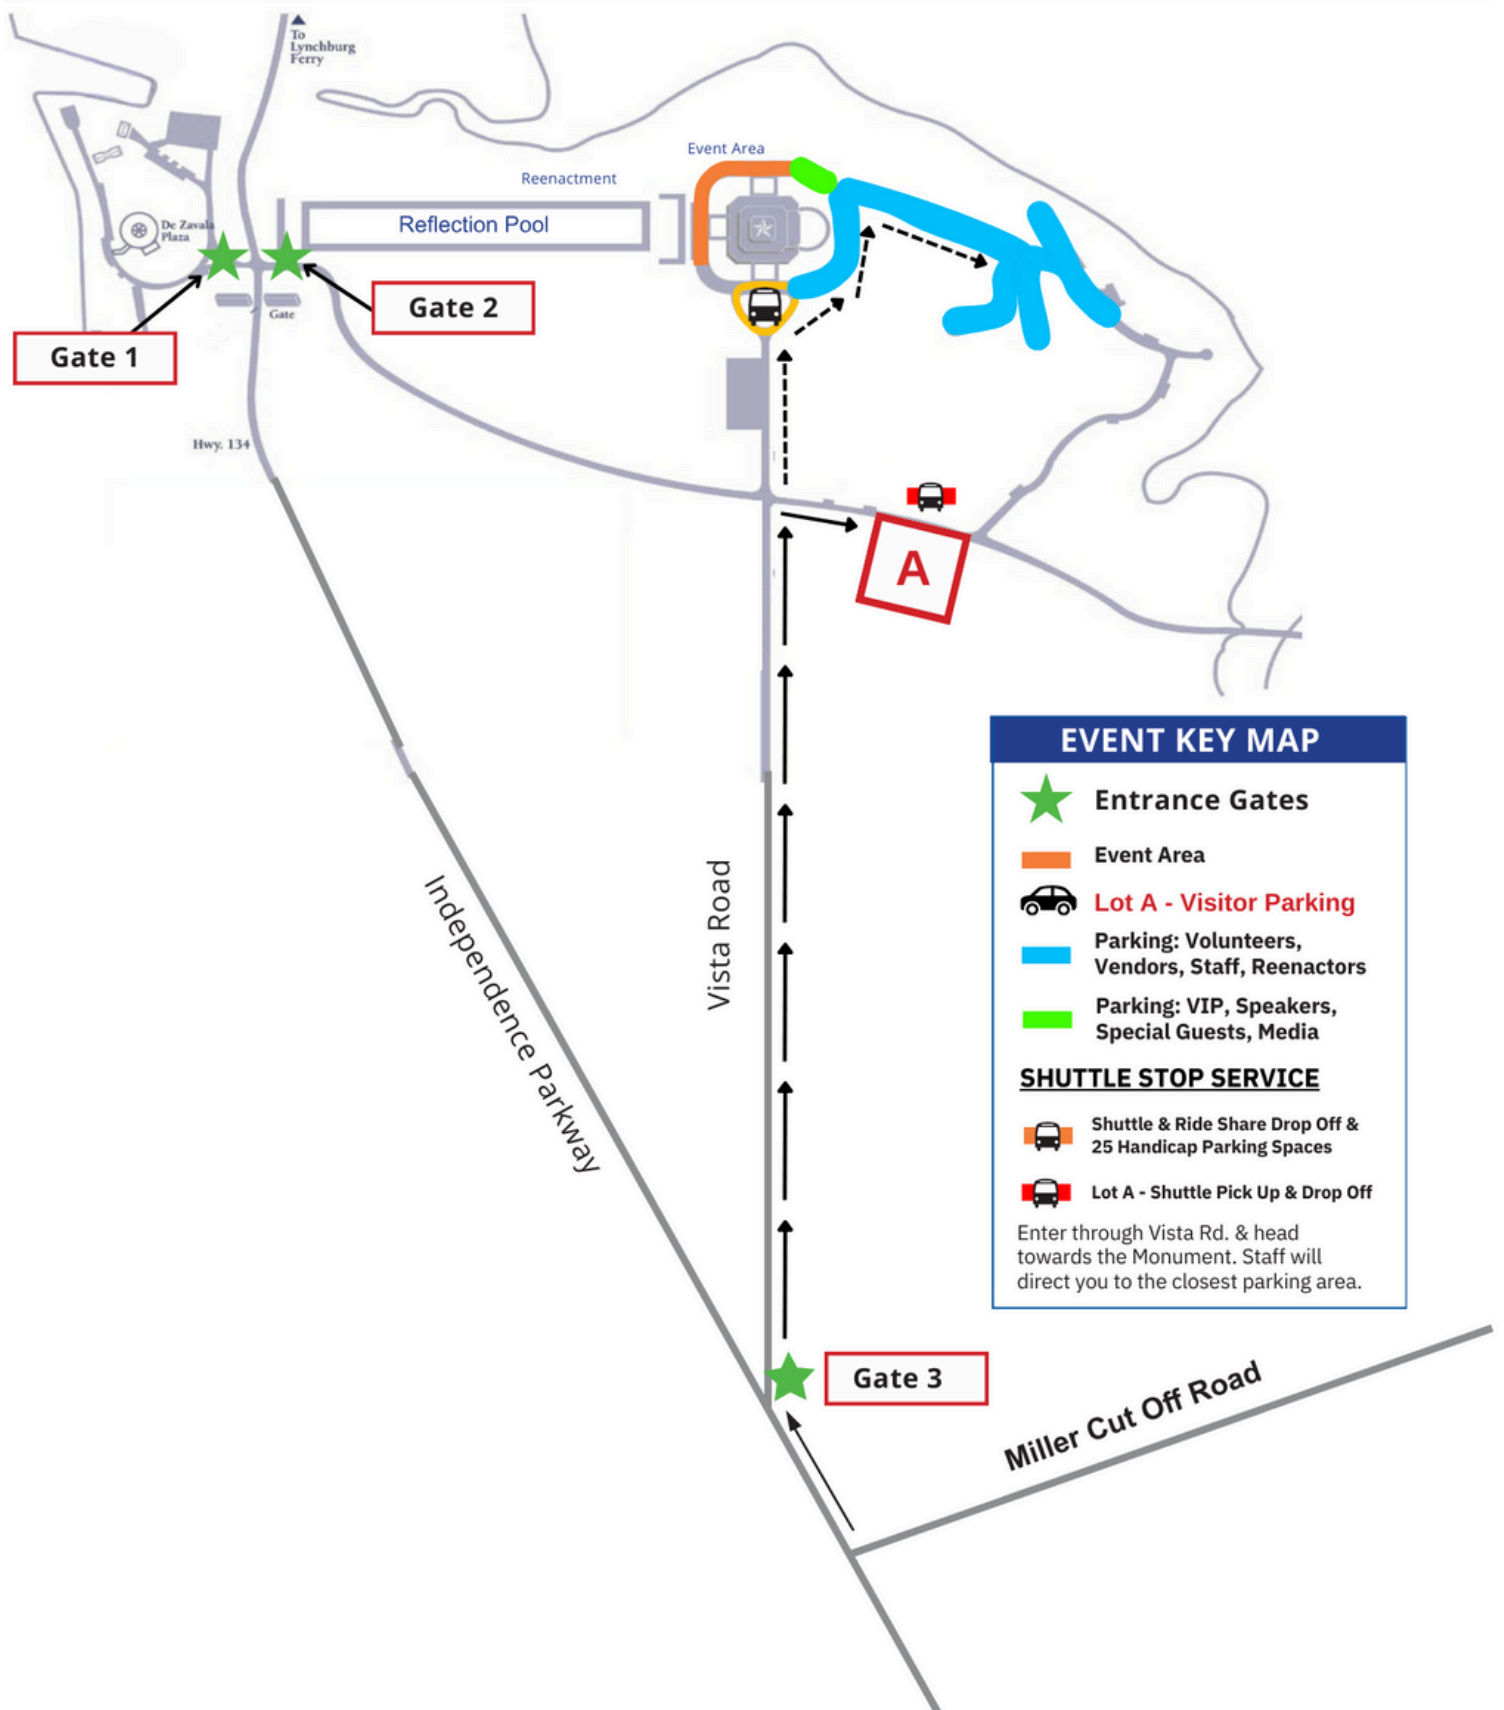 To
Lynchburg
Ferry
Event Area
Reenactment
Reflection Pool
De Zavala
Plaza
Gate 1
Gate 2
Gate
Hwy. 134
A
Independence Parkway
Vista Road
EVENT KEY MAP
Entrance Gates
Event Area
Lot A - Visitor Parking
Parking: Volunteers,
Vendors, Staff, Reenactors
Parking: VIP, Speakers,
Special Guests, Media
SHUTTLE STOP SERVICE
Shuttle & Ride Share Drop Off &
25 Handicap Parking Spaces
Lot A - Shuttle Pick Up & Drop Off
Enter through Vista Rd. & head
towards the Monument. Staff will
direct you to the closest parking area.
Gate 3
Miller Cut Off Road